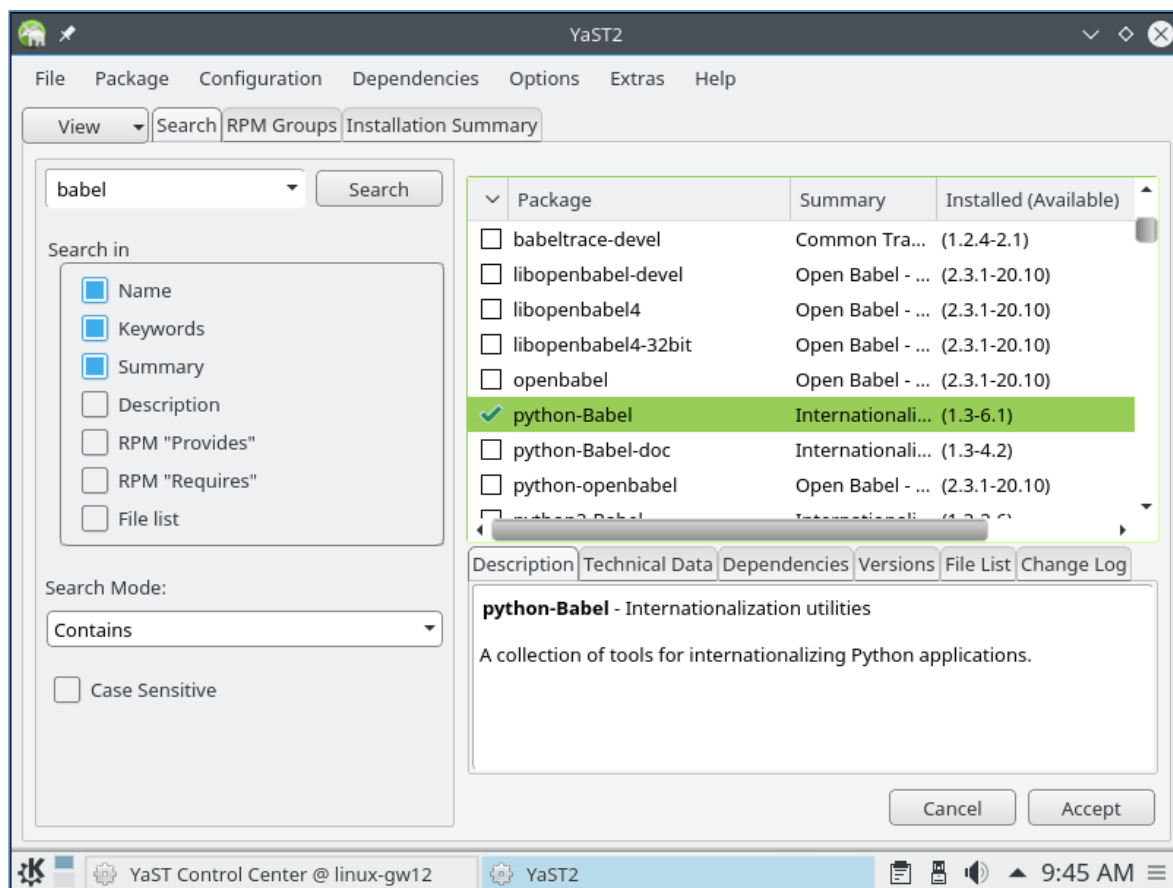 YaST2
File Package Configuration Dependencies Options Extras Help
View Search RPM Groups Installation Summary
babel Search
Search in
Name
Keywords
Summary
Description
RPM "Provides"
RPM "Requires"
File list
Search Mode:
Contains
Case Sensitive
Package Summary Installed (Available)
babeltrace-devel Common Tra... (1.2.4-2.1)
libopenbabel-devel Open Babel - ... (2.3.1-20.10)
libopenbabel4 Open Babel - ... (2.3.1-20.10)
libopenbabel4-32bit Open Babel - ... (2.3.1-20.10)
openbabel Open Babel - ... (2.3.1-20.10)
python-Babel Internationali... (1.3-6.1)
python-Babel-doc Internationali... (1.3-4.2)
python-openbabel Open Babel - ... (2.3.1-20.10)
Description Technical Data Dependencies Versions File List Change Log
python-Babel - Internationalization utilities
A collection of tools for internationalizing Python applications.
Cancel Accept
YaST Control Center @ linux-gw12 YaST2 9:45 AM